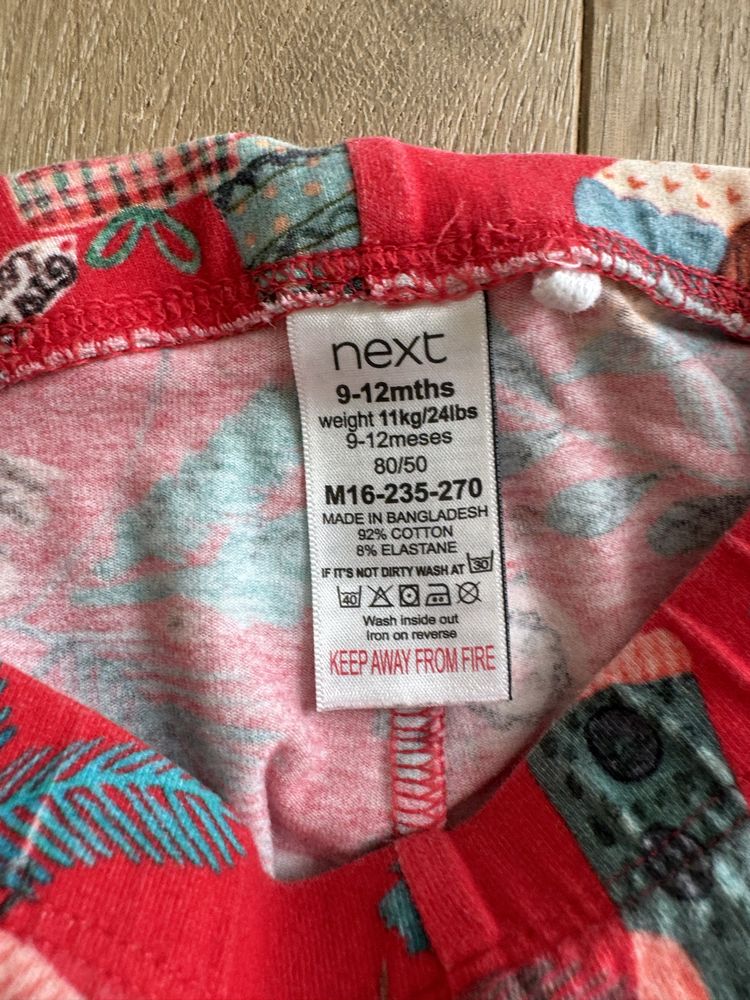 next
9-12mths
weight 11kg/24lbs
9-12meses
80/50
M16-235-270
MADE IN BANGLADESH
92% COTTON
8% ELASTANE
IF IT'S NOT DIRTY WASH AT 30
40
Wash inside out
Iron on reverse
KEEP AWAY FROM FIRE